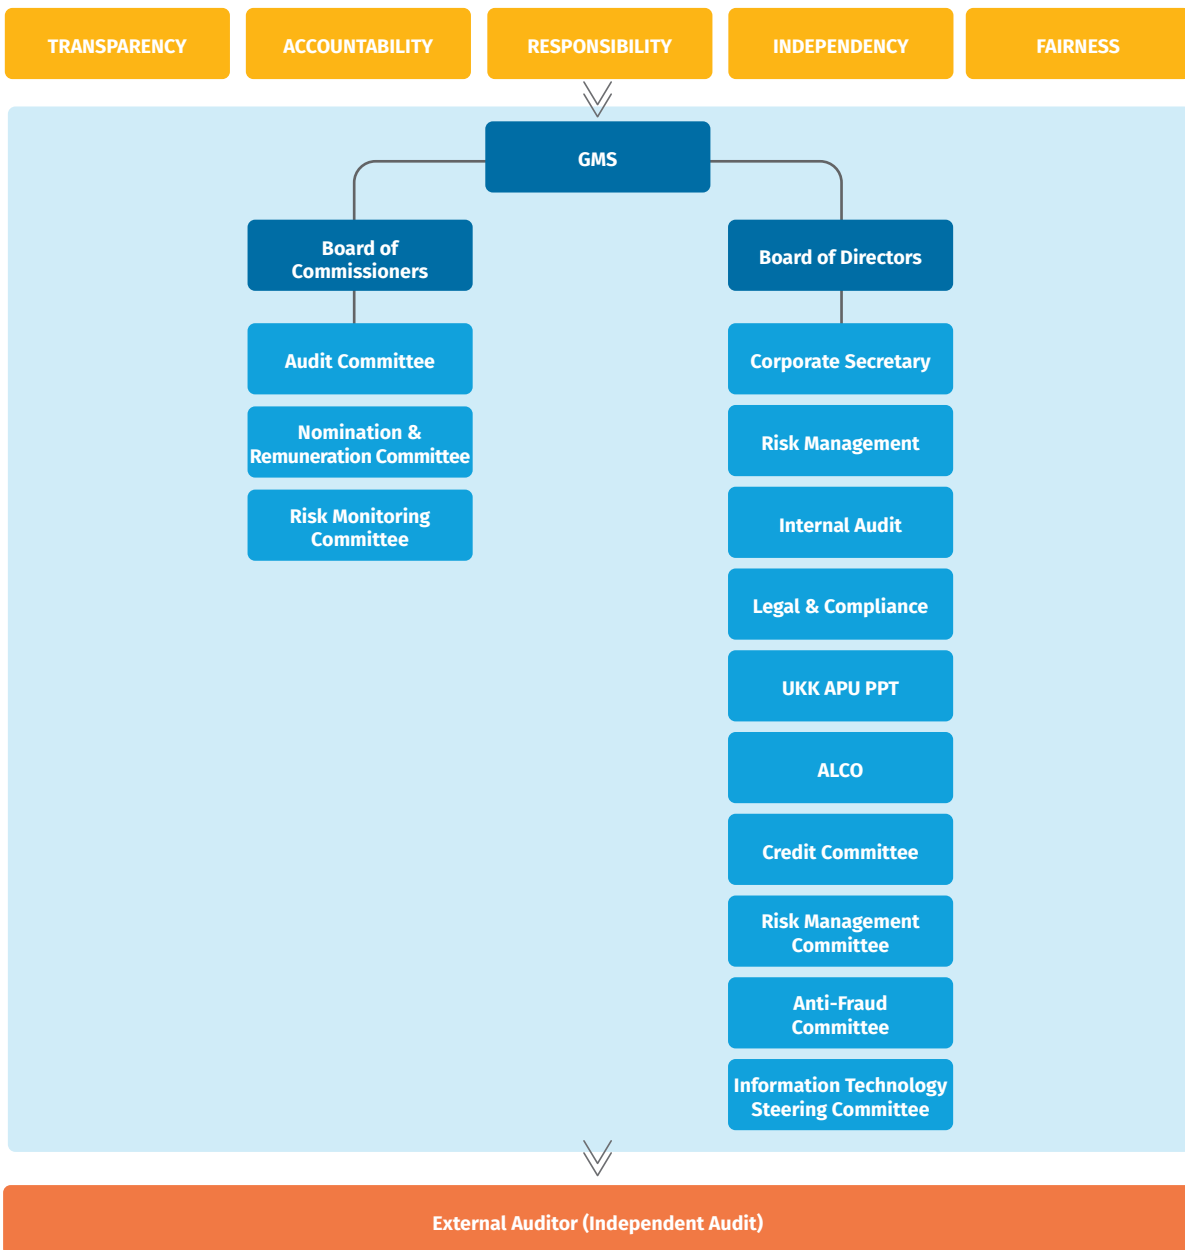 TRANSPARENCY
ACCOUNTABILITY
RESPONSIBILITY
INDEPENDENCY
FAIRNESS
GMS
Board of
Commissioners
Board of Directors
Audit Committee
Nomination &
Remuneration Committee
Risk Monitoring
Committee
Corporate Secretary
Risk Management
Internal Audit
Legal & Compliance
UKK APU PPT
ALCO
Credit Committee
Risk Management
Committee
Anti-Fraud
Committee
Information Technology
Steering Committee
External Auditor (Independent Audit)